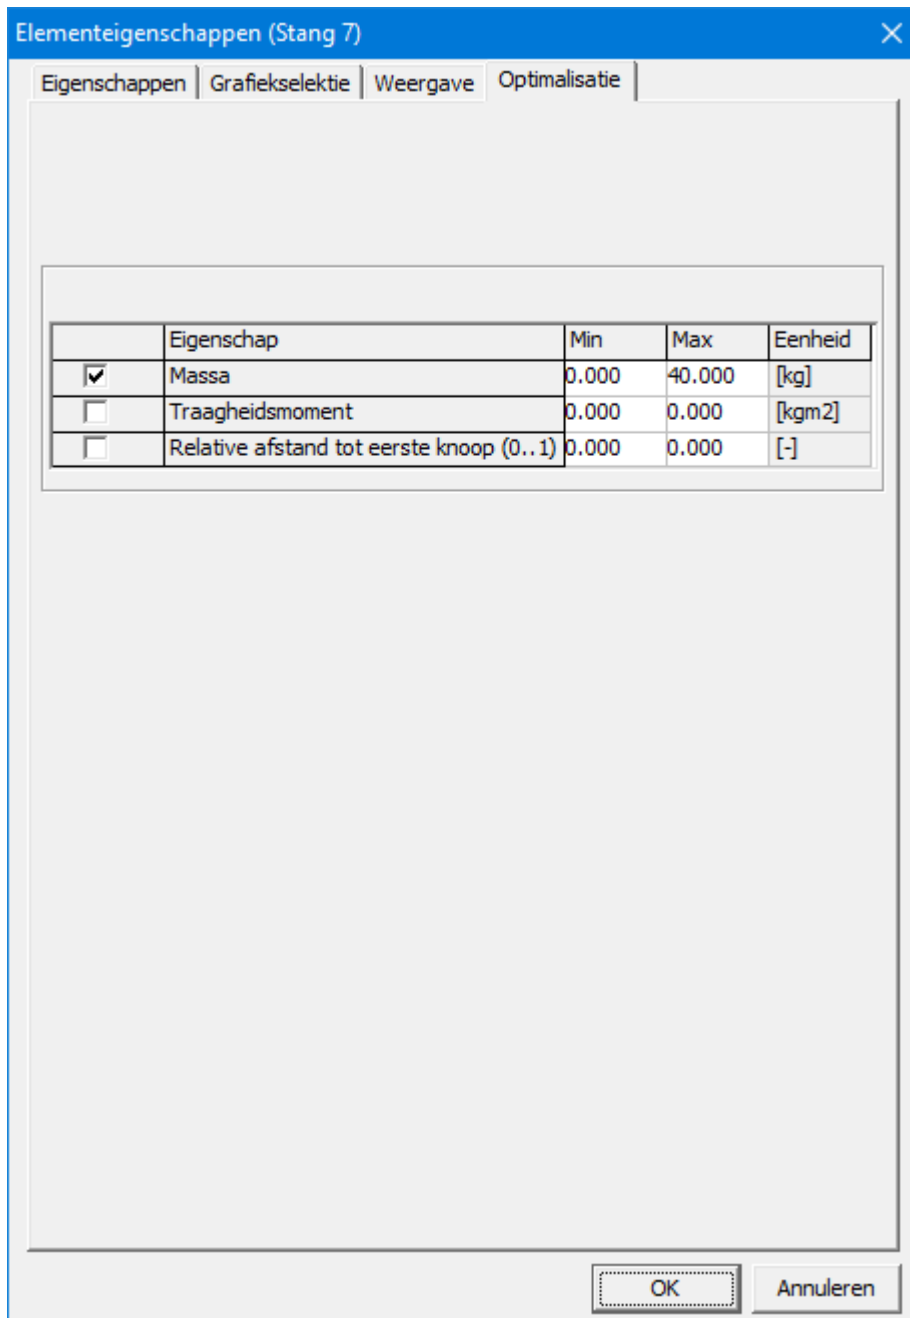 Elementeigenschappen (Stang 7)
Eigenschappen Grafiekselektie Weergave Optimalisatie
Eigenschap Min Max Eenheid
Massa 0.000 40.000 [kg]
Traagheidsmoment 0.000 0.000 [kgm2]
Relative afstand tot eerste knoop (0..1) 0.000 0.000 [-]
OK Annuleren